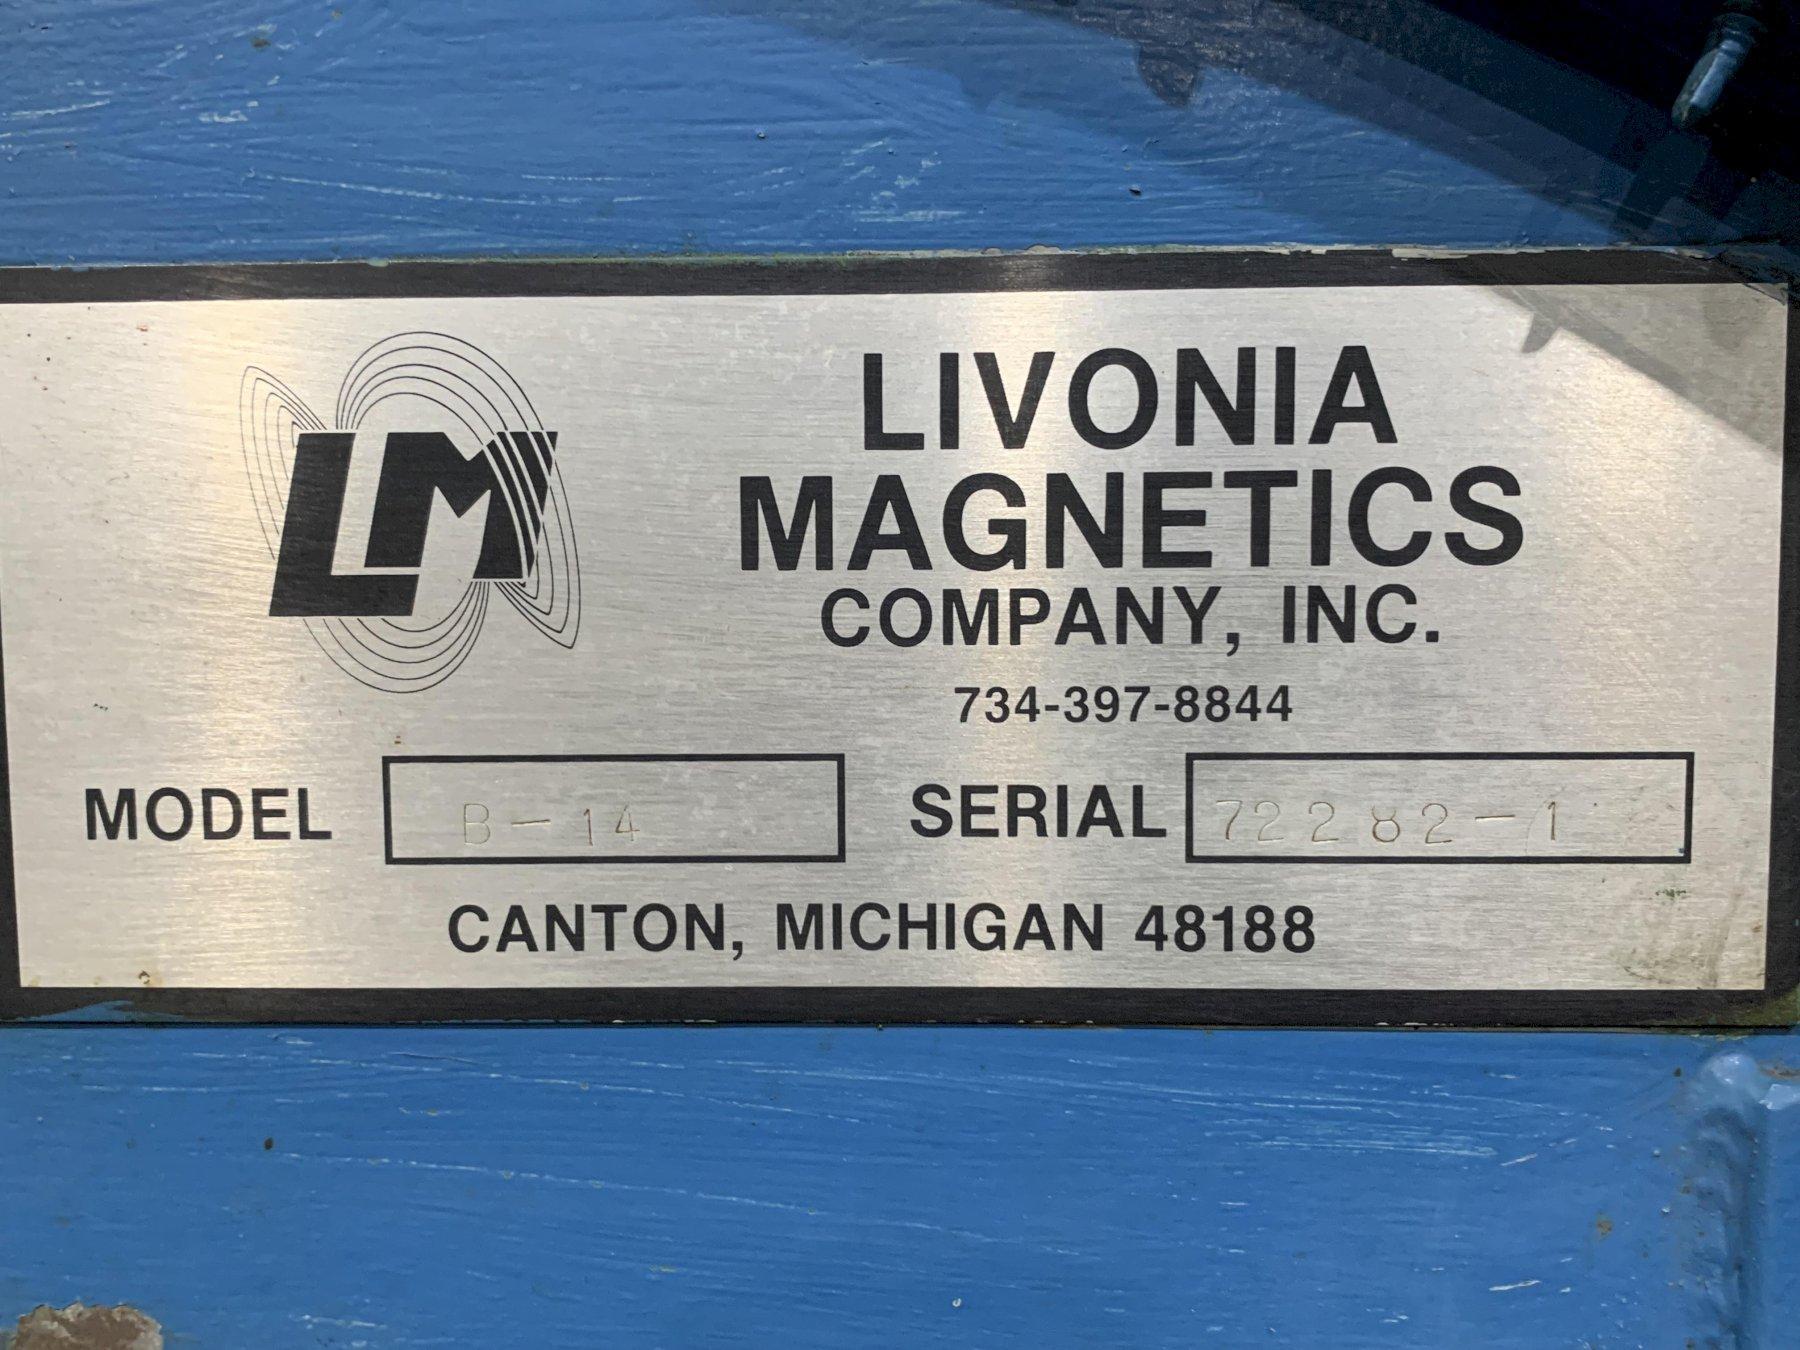 LM
LIVONIA
MAGNETICS
COMPANY, INC.
734-397-8844
MODEL B-14 SERIAL 72282-1
CANTON, MICHIGAN 48188